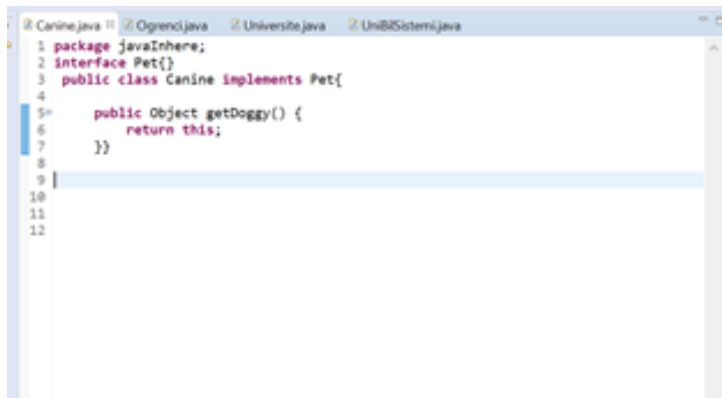 Canine.java Ogrenci.java Universite.java UniBilSistemi.java
1 package javaInhere;
2 interface Pet{}
3 public class Canine implements Pet{
4
5 public Object getDoggy() {
6 return this;
7 }}
8
9
10
11
12